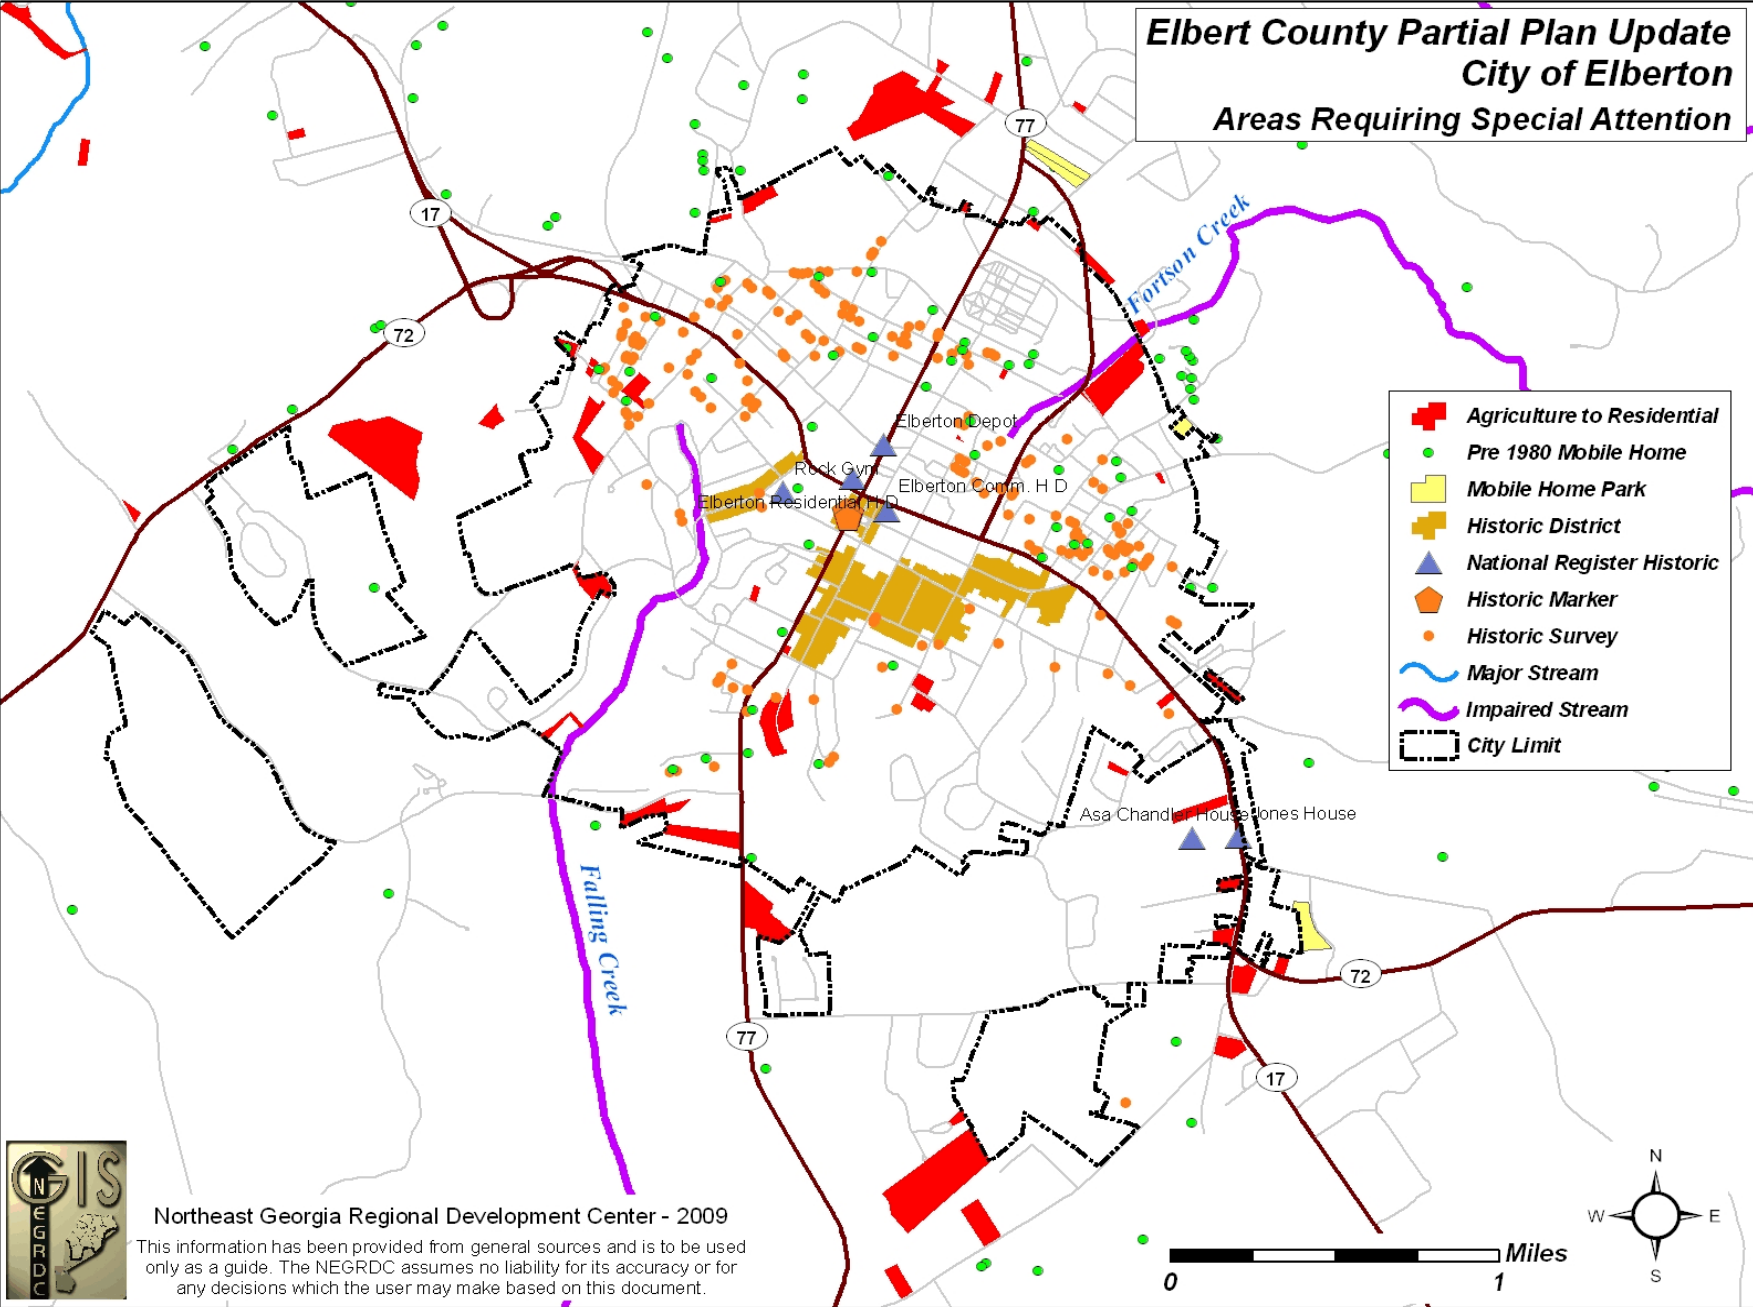 Elbert County Partial Plan Update
City of Elberton
Areas Requiring Special Attention
77
17
72
Fortson Creek
Agriculture to Residential
Pre 1980 Mobile Home
Mobile Home Park
Historic District
National Register Historic
Historic Marker
Historic Survey
Major Stream
Impaired Stream
City Limit
Elberton Depot
Rock Gym
Elberton Comm. H D
Elberton Residential H D
Asa Chandler House
Jones House
Falling Creek
72
77
17
GIS
NEGRDC
Northeast Georgia Regional Development Center - 2009
This information has been provided from general sources and is to be used
only as a guide. The NEGRDC assumes no liability for its accuracy or for
any decisions which the user may make based on this document.
N
W
E
S
Miles
0
1